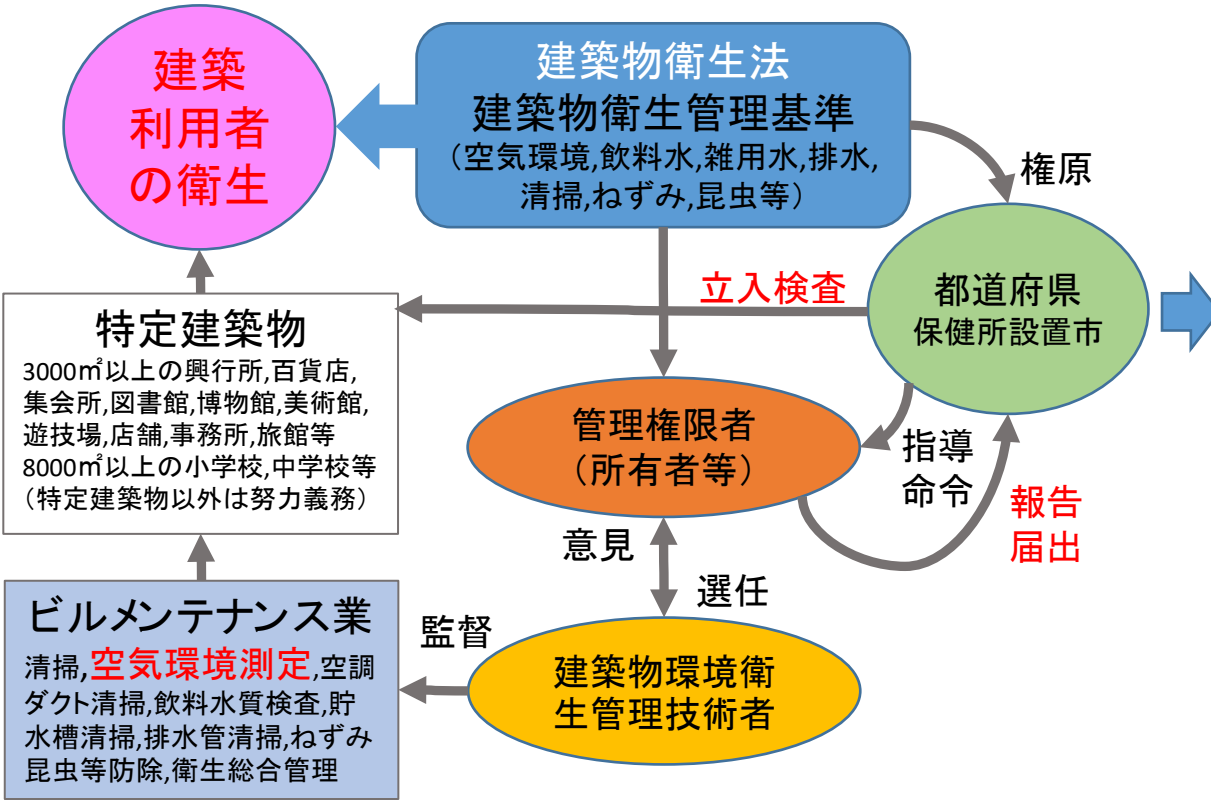 建築
利用者
の衛生
建築物衛生法
建築物衛生管理基準
（空気環境,飲料水,雑用水,排水,
清掃,ねずみ,昆虫等）
権原
立入検査
都道府県
保健所設置市
特定建築物
3000㎡以上の興行所,百貨店,
集会所,図書館,博物館,美術館,
遊技場,店舗,事務所,旅館等
8000㎡以上の小学校,中学校等
（特定建築物以外は努力義務）
管理権限者
（所有者等）
指導
命令
報告
届出
意見
選任
監督
ビルメンテナンス業
清掃,空気環境測定,空調
ダクト清掃,飲料水質検査,貯
水槽清掃,排水管清掃,ねずみ
昆虫等防除,衛生総合管理
建築物環境衛
生管理技術者